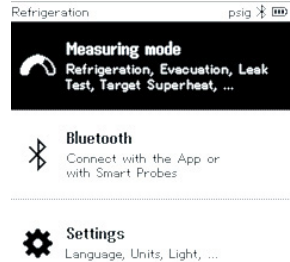 Refrigeration psig
Measuring mode
Refrigeration, Evacuation, Leak
Test, Target Superheat, ...
Bluetooth
Connect with the App or
with Smart Probes
Settings
Language, Units, Light, ...